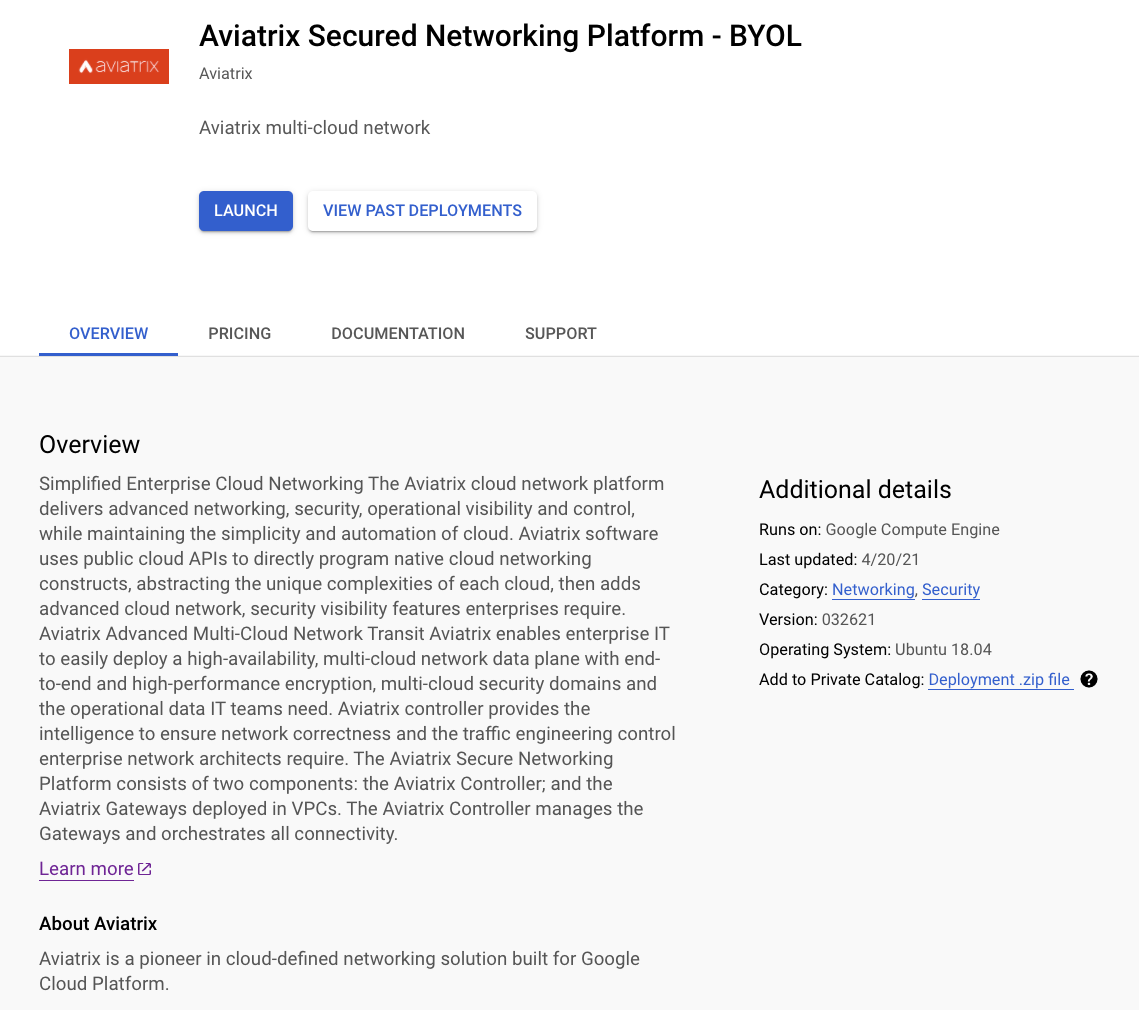 Aviatrix Secured Networking Platform - BYOL
aviatrix
Aviatrix
Aviatrix multi-cloud network
LAUNCH
VIEW PAST DEPLOYMENTS
OVERVIEW
PRICING
DOCUMENTATION
SUPPORT
Overview
Simplified Enterprise Cloud Networking The Aviatrix cloud network platform
delivers advanced networking, security, operational visibility and control,
while maintaining the simplicity and automation of cloud. Aviatrix software
uses public cloud APIs to directly program native cloud networking
constructs, abstracting the unique complexities of each cloud, then adds
advanced cloud network, security visibility features enterprises require.
Aviatrix Advanced Multi-Cloud Network Transit Aviatrix enables enterprise IT
to easily deploy a high-availability, multi-cloud network data plane with end-
to-end and high-performance encryption, multi-cloud security domains and
the operational data IT teams need. Aviatrix controller provides the
intelligence to ensure network correctness and the traffic engineering control
enterprise network architects require. The Aviatrix Secure Networking
Platform consists of two components: the Aviatrix Controller; and the
Aviatrix Gateways deployed in VPCs. The Aviatrix Controller manages the
Gateways and orchestrates all connectivity.
Learn more
About Aviatrix
Aviatrix is a pioneer in cloud-defined networking solution built for Google
Cloud Platform.
Additional details
Runs on: Google Compute Engine
Last updated: 4/20/21
Category: Networking, Security
Version: 032621
Operating System: Ubuntu 18.04
Add to Private Catalog: Deployment .zip file ?